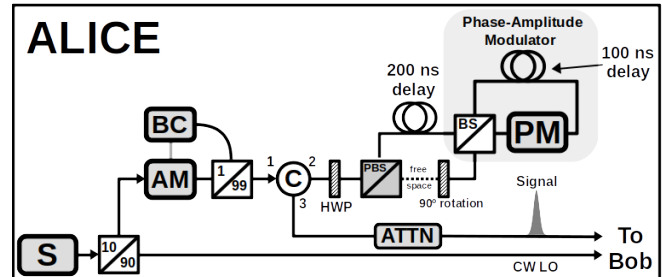 ALICE
Phase-Amplitude
Modulator
200 ns
delay
100 ns
delay
BC
BS
PM
AM
1
99
1
C
2
3
HWP
PBS
free
space
90° rotation
Signal
ATTN
S
10
90
CW LO
To
Bob